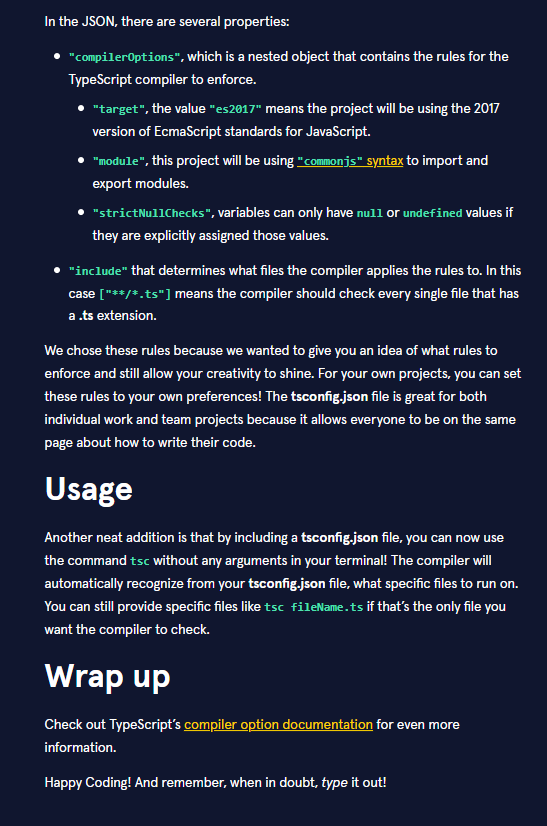 In the JSON, there are several properties:
"compilerOptions", which is a nested object that contains the rules for the
TypeScript compiler to enforce.
"target", the value "es2017" means the project will be using the 2017
version of EcmaScript standards for JavaScript.
"module", this project will be using "commonjs" syntax to import and
export modules.
"strictNullChecks", variables can only have null or undefined values if
they are explicitly assigned those values.
"include" that determines what files the compiler applies the rules to. In this
case ["**/*.ts"] means the compiler should check every single file that has
a .ts extension.
We chose these rules because we wanted to give you an idea of what rules to
enforce and still allow your creativity to shine. For your own projects, you can set
these rules to your own preferences! The tsconfig.json file is great for both
individual work and team projects because it allows everyone to be on the same
page about how to write their code.
Usage
Another neat addition is that by including a tsconfig.json file, you can now use
the command tsc without any arguments in your terminal! The compiler will
automatically recognize from your tsconfig.json file, what specific files to run on.
You can still provide specific files like tsc fileName.ts if that's the only file you
want the compiler to check.
Wrap up
Check out TypeScript's compiler option documentation for even more
information.
Happy Coding! And remember, when in doubt, type it out!